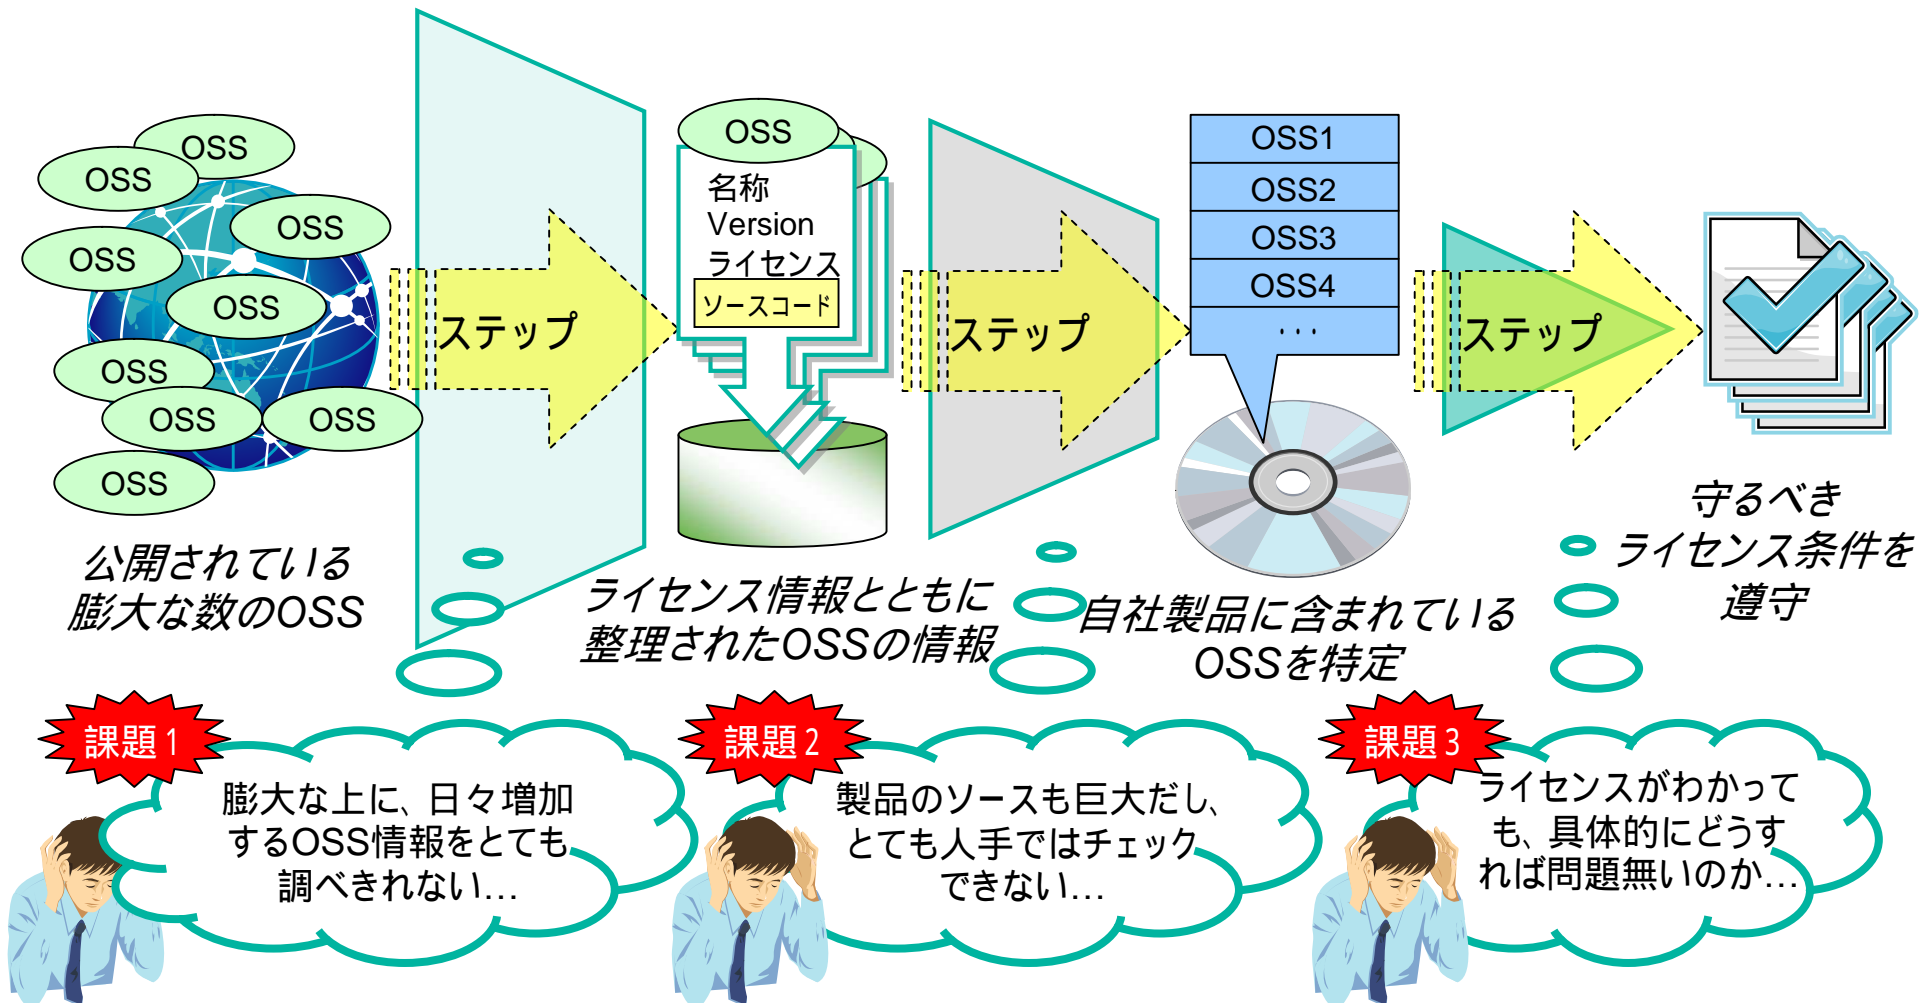 OSS
OSS
OSS
OSS
OSS
OSS
OSS
OSS
OSS
ステップ
OSS
名称
Version
ライセンス
ソースコード
ステップ
OSS1
OSS2
OSS3
OSS4
...
ステップ
公開されている
膨大な数のOSS
ライセンス情報とともに
整理されたOSSの情報
自社製品に含まれている
OSSを特定
守るべき
ライセンス条件を
遵守
課題1
膨大な上に、日々増加
するOSS情報をとても
調べきれない…
課題2
製品のソースも巨大だし、
とても人手ではチェック
できない…
課題3
ライセンスがわかって
も、具体的にどうす
れば問題無いのか…